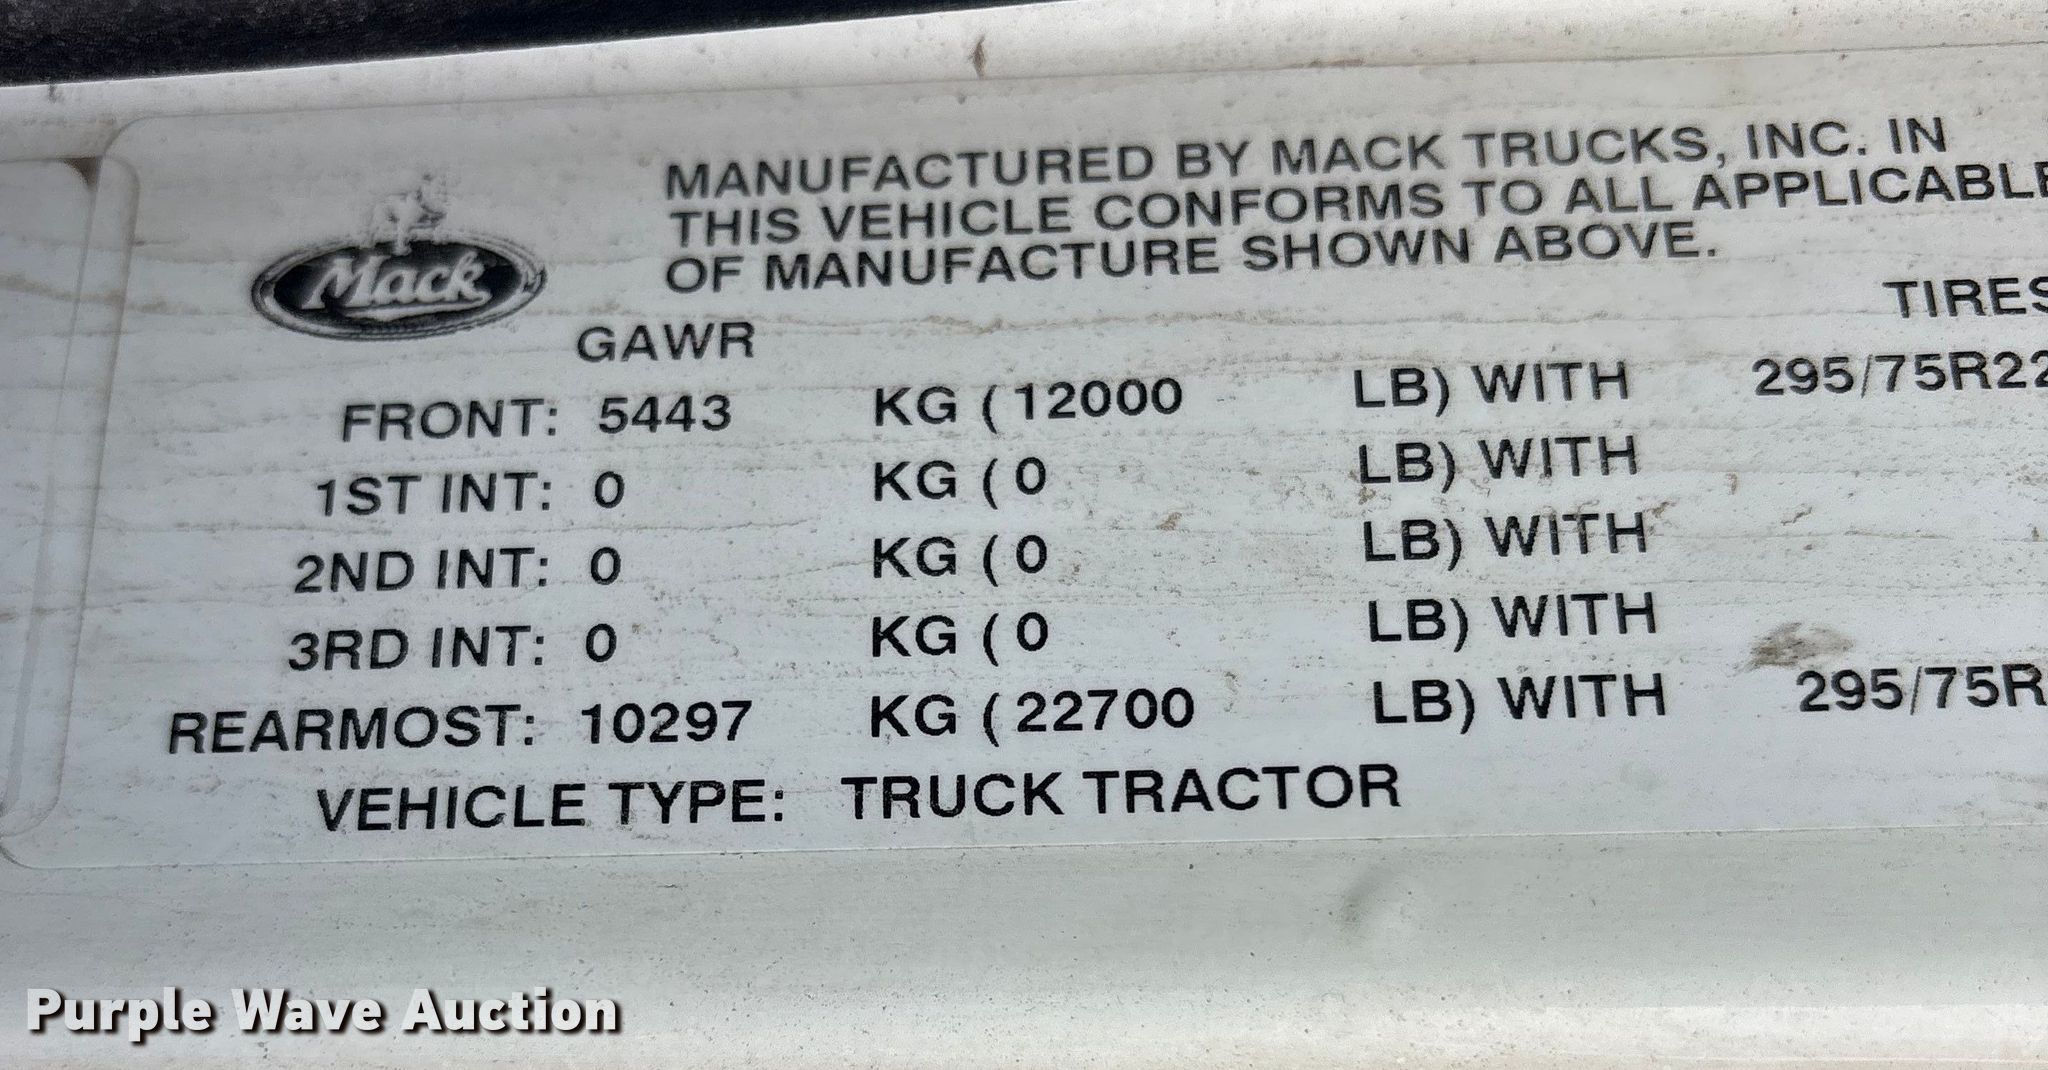 MANUFACTURED BY MACK TRUCKS, INC. IN
THIS VEHICLE CONFORMS TO ALL APPLICABLE
OF MANUFACTURE SHOWN ABOVE.
Mack
GAWR TIRES
FRONT: 5443 KG ( 12000 LB) WITH 295/75R22
1ST INT: 0 KG ( 0 LB) WITH
2ND INT: 0 KG ( 0 LB) WITH
3RD INT: 0 KG ( 0 LB) WITH
REARMOST: 10297 KG ( 22700 LB) WITH 295/75R
VEHICLE TYPE: TRUCK TRACTOR
Purple Wave Auction